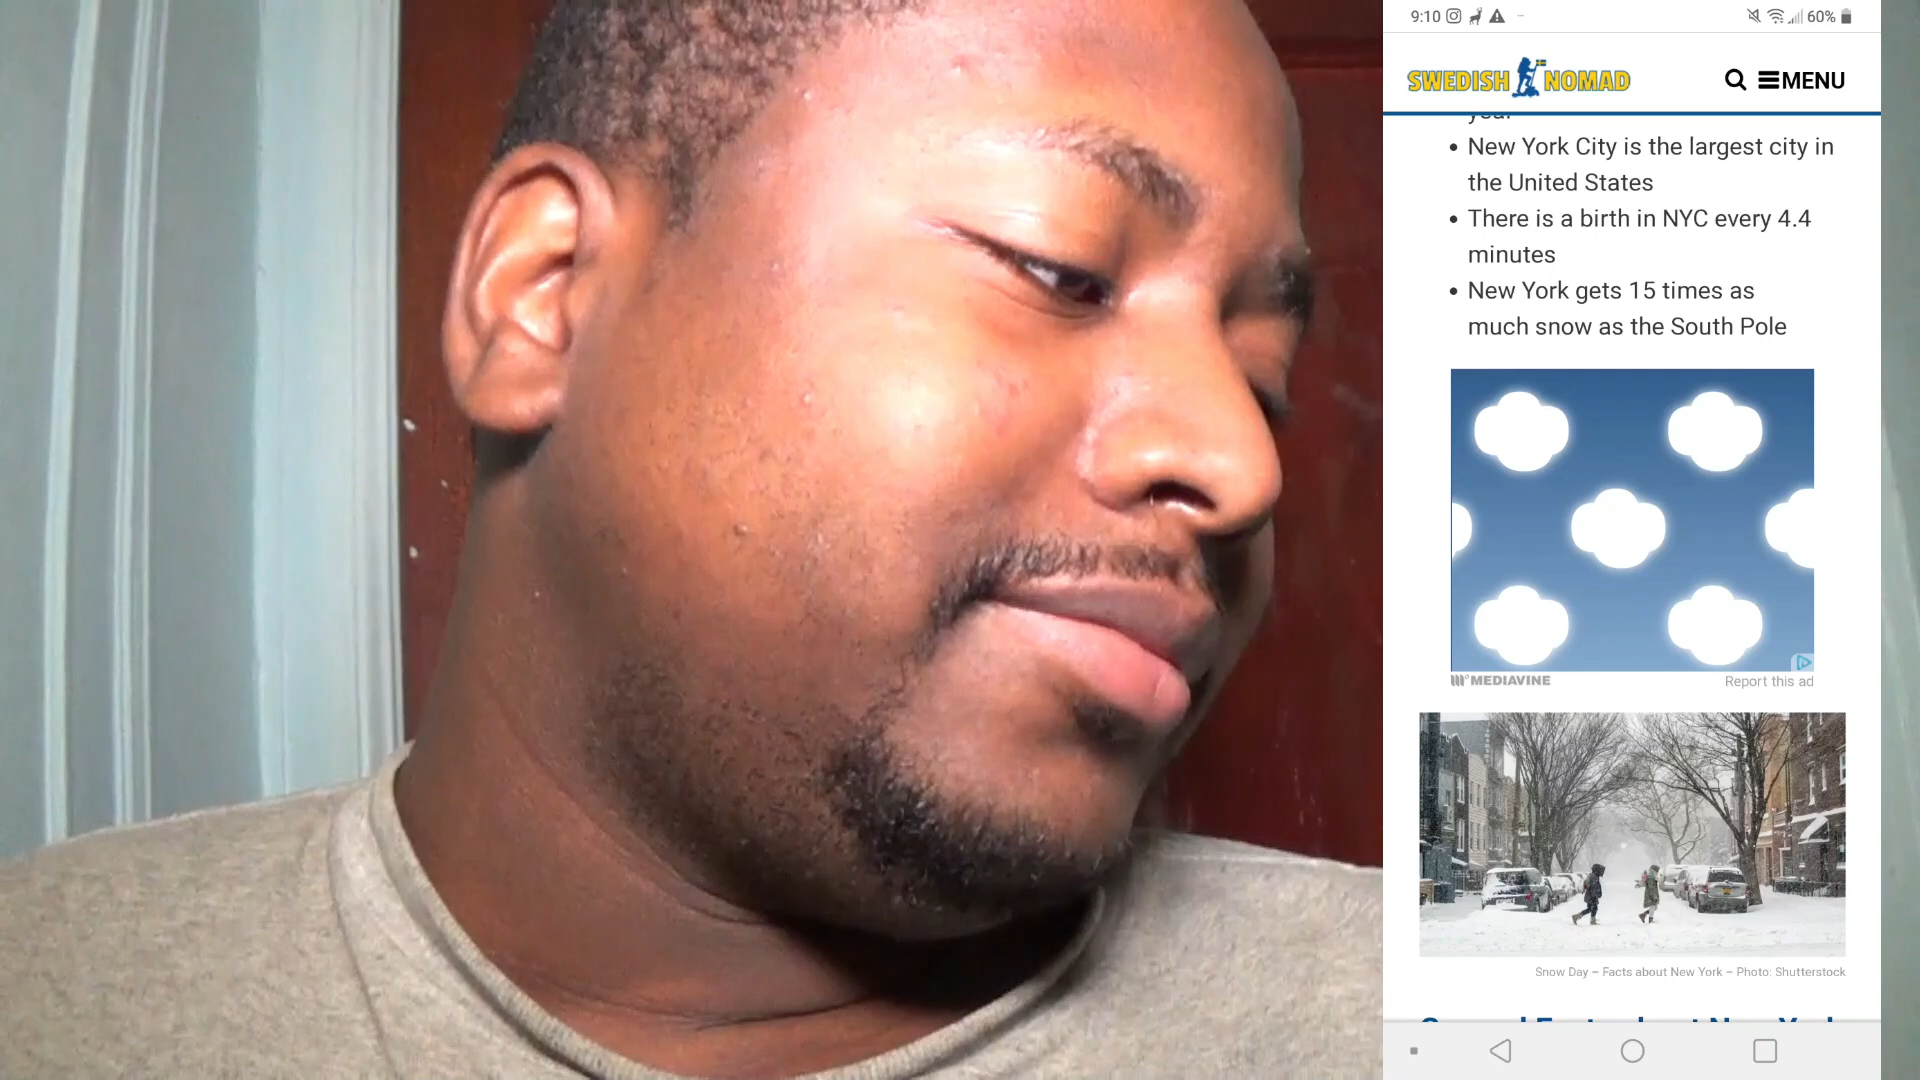 9:10
60%
SWEDISH NOMAD
MENU
year
New York City is the largest city in
the United States
There is a birth in NYC every 4.4
minutes
New York gets 15 times as
much snow as the South Pole
MEDIAVINE
Report this ad
Snow Day – Facts about New York – Photo: Shutterstock